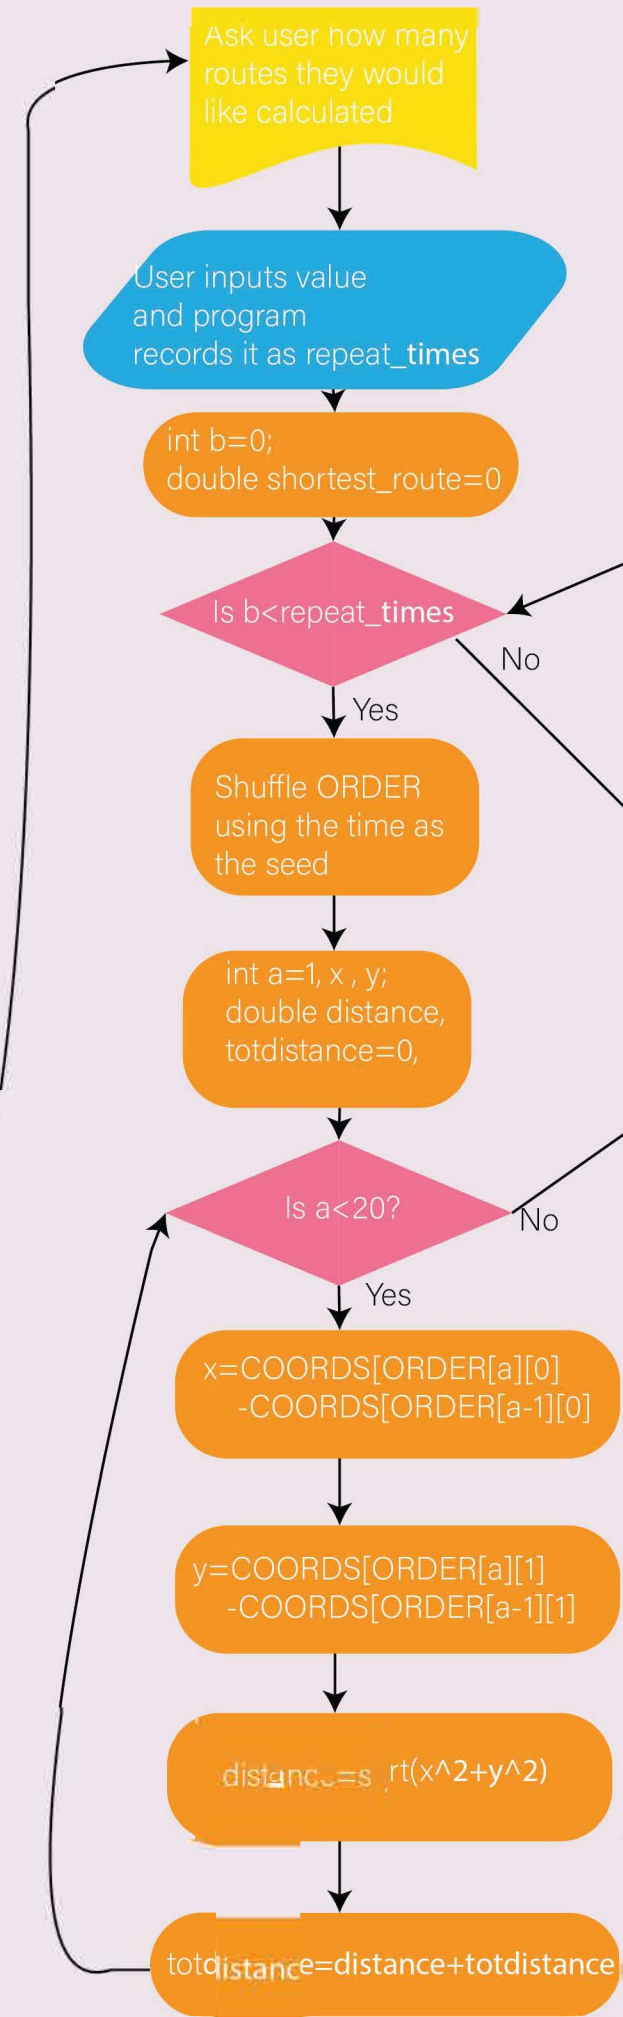 Ask user how many
routes they would
like calculated
User inputs value
and program
records it as repeat_times
int b=0;
double shortest_route=0
Is b<repeat_times
No
Yes
Shuffle ORDER
using the time as
the seed
int a=1, x , y;
double distance,
totdistance=0,
Is a<20?
No
Yes
x=COORDS[ORDER[a][0]
-COORDS[ORDER[a-1][0]
y=COORDS[ORDER[a][1]
-COORDS[ORDER[a-1][1]
rt(x^2+y^2)
totdistance=distance+totdistance